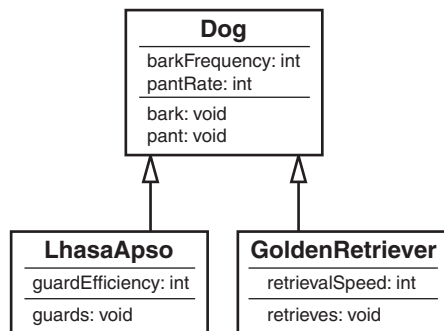 Dog
barkFrequency: int
pantRate: int
bark: void
pant: void
LhasaApso
guardEfficiency: int
guards: void
GoldenRetriever
retrievalSpeed: int
retrieves: void